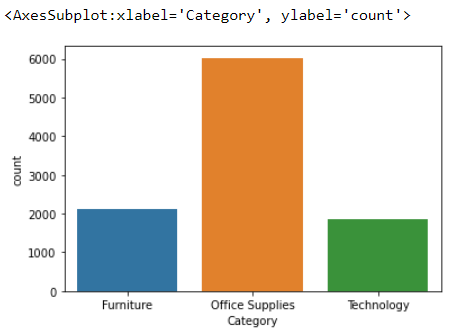 <AxesSubplot:xlabel='Category', ylabel='count'>
6000
5000
4000
3000
2000
1000
0
count
Furniture Office Supplies Technology
Category